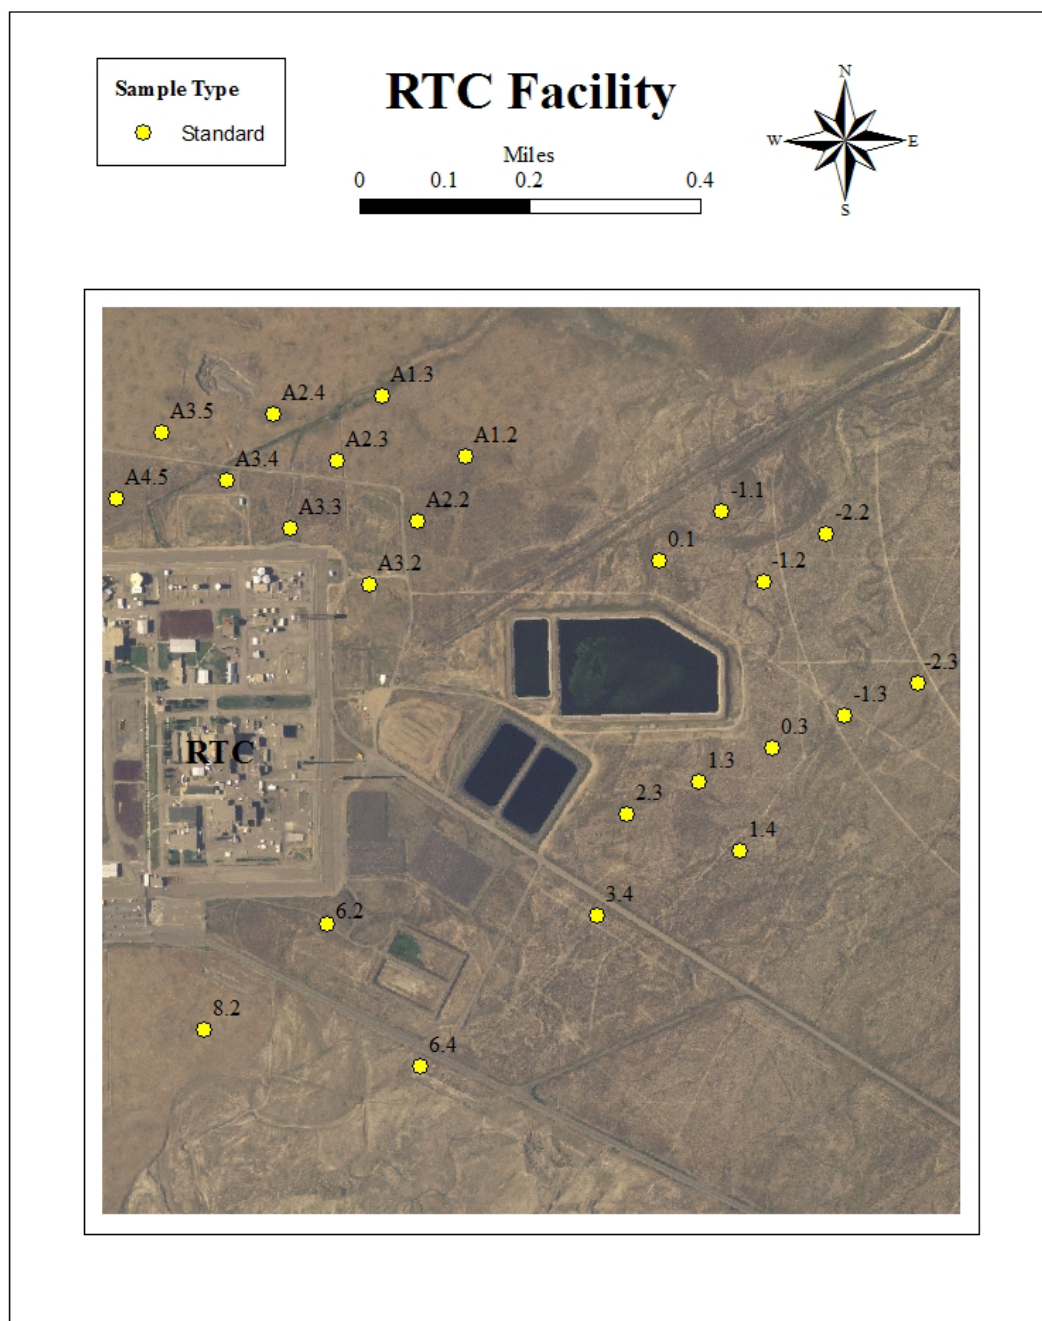 Sample Type
Standard
RTC Facility
Miles
0 0.1 0.2 0.4
N
W E
S
A1.3
A2.4
A3.5
A2.3
A1.2
A3.4
A4.5
A3.3
A2.2
-1.1
-2.2
0.1
A3.2
-1.2
-2.3
-1.3
0.3
RTC
1.3
2.3
1.4
3.4
6.2
8.2
6.4